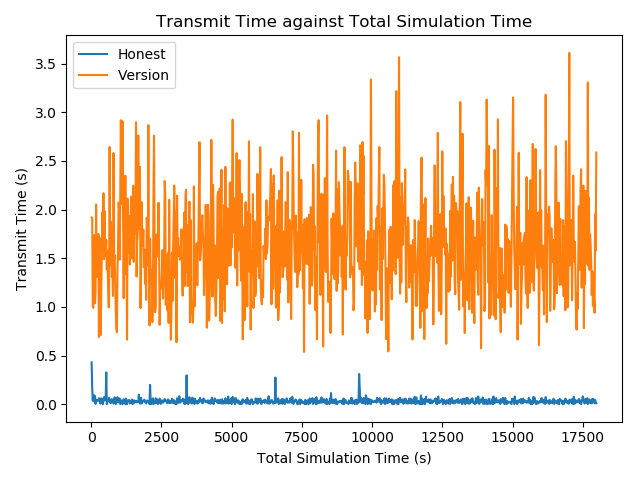 Transmit Time against Total Simulation Time
Honest
Version
3.5
3.0
2.5
2.0
1.5
1.0
0.5
0.0
Transmit Time (s)
0 2500 5000 7500 10000 12500 15000 17500
Total Simulation Time (s)